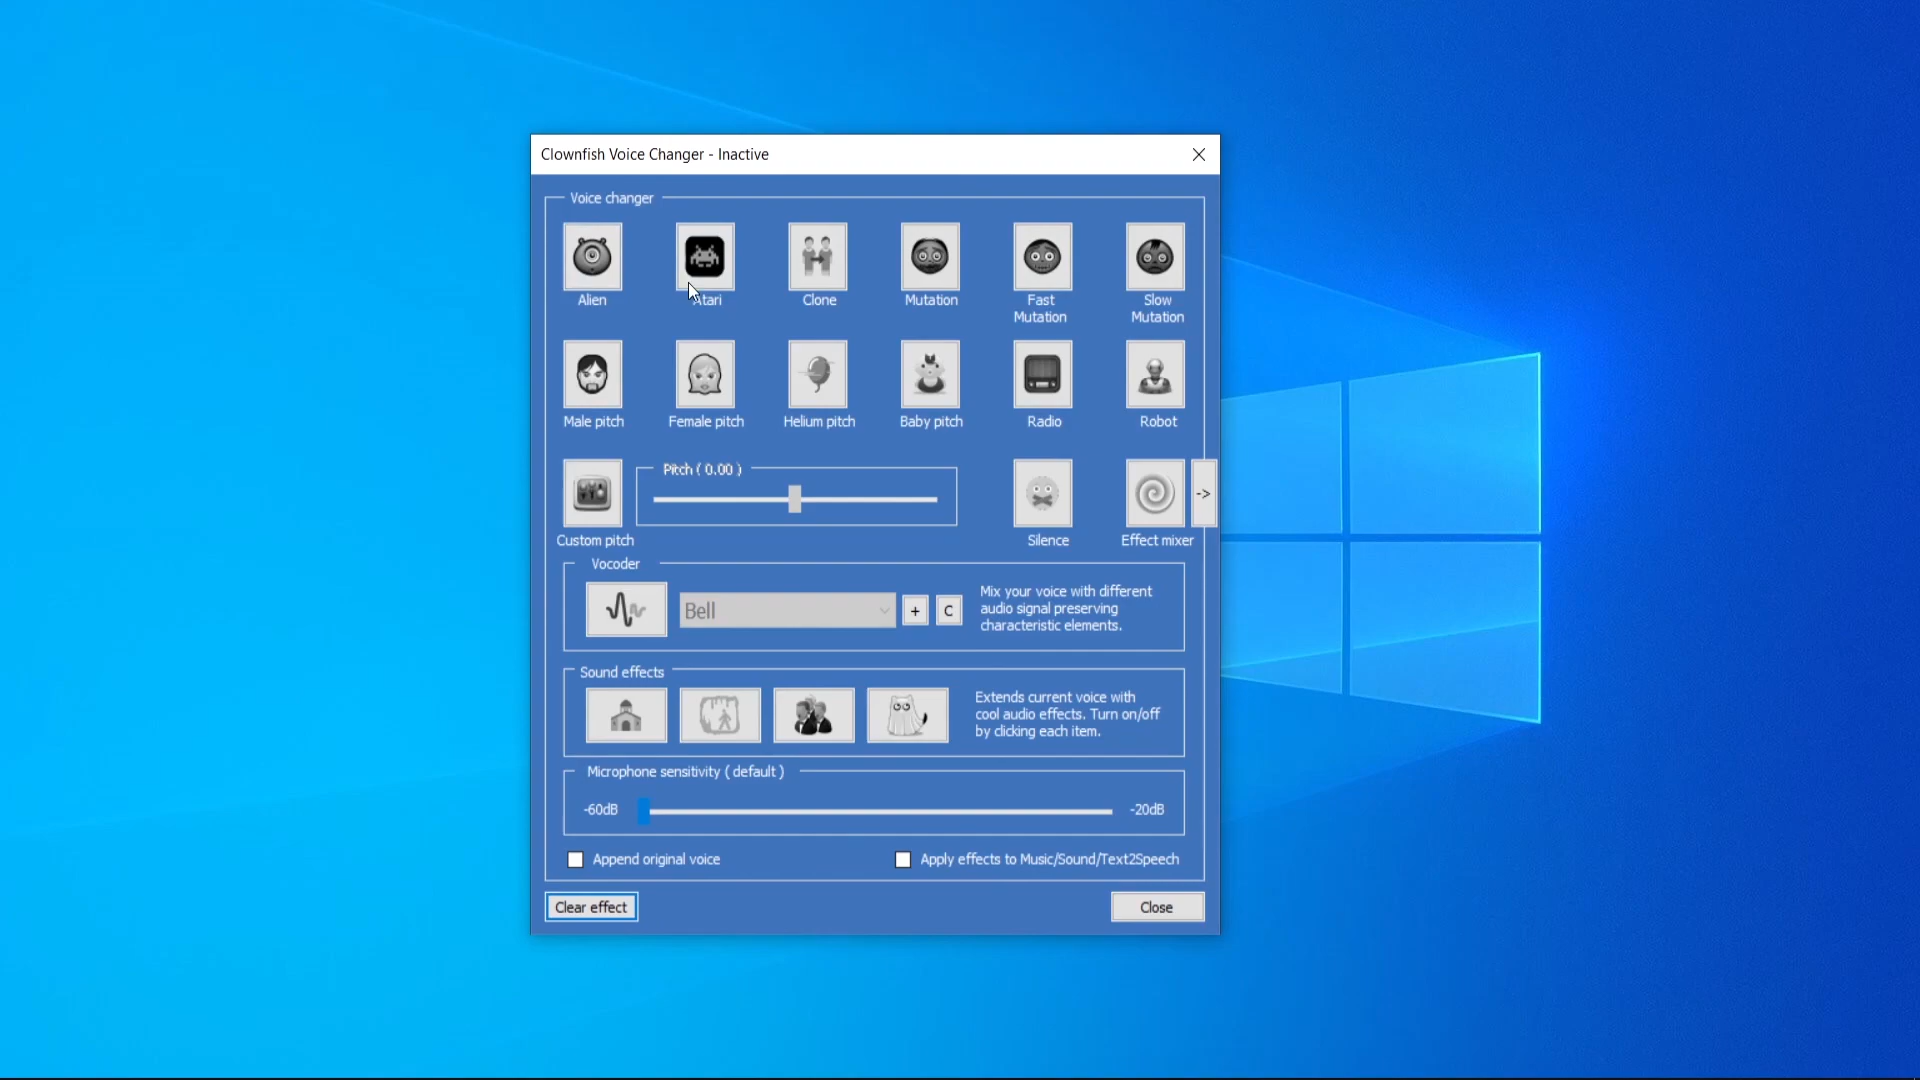 Clownfish Voice Changer - Inactive
Voice changer
Alien
Atari
Clone
Mutation
Fast
Mutation
Slow
Mutation
Male pitch
Female pitch
Helium pitch
Baby pitch
Radio
Robot
Pitch ( 0.00 )
->
Custom pitch
Silence
Effect mixer
Vocoder
Bell
+
C
Mix your voice with different
audio signal preserving
characteristic elements.
Sound effects
Extends current voice with
cool audio effects. Turn on/off
by clicking each item.
Microphone sensitivity ( default )
-60dB
-20dB
Append original voice
Apply effects to Music/Sound/Text2Speech
Clear effect
Close